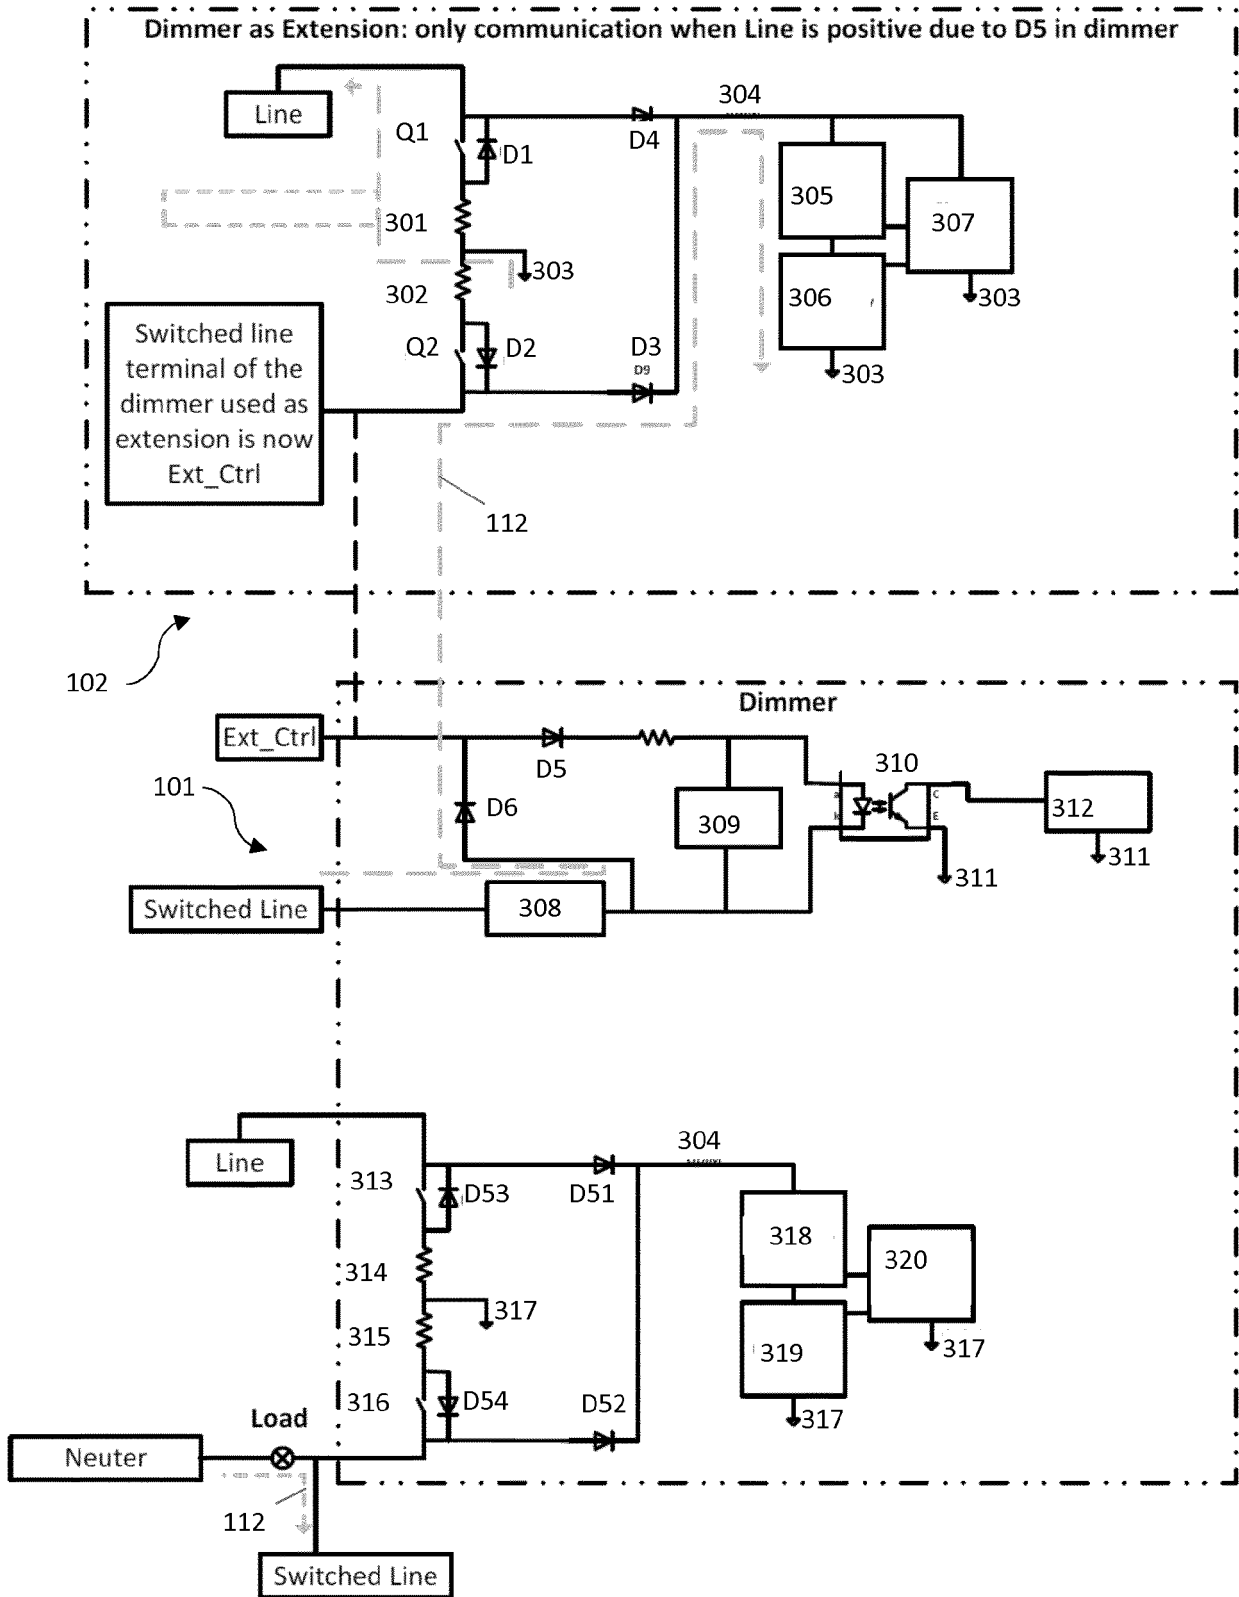 Dimmer as Extension: only communication when Line is positive due to D5 in dimmer
Line
304
Q1
D1
D4
301
305
307
303
302
306
303
303
Q2
D2
D3
D9
Switched line
terminal of the
dimmer used as
extension is now
Ext_Ctrl
112
102
Dimmer
Ext_Ctrl
D5
310
101
D6
309
a
k
C
E
312
311
311
Switched Line
308
Line
304
313
D53
D51
314
318
320
317
315
319
317
317
316
D54
D52
Load
Neuter
112
Switched Line